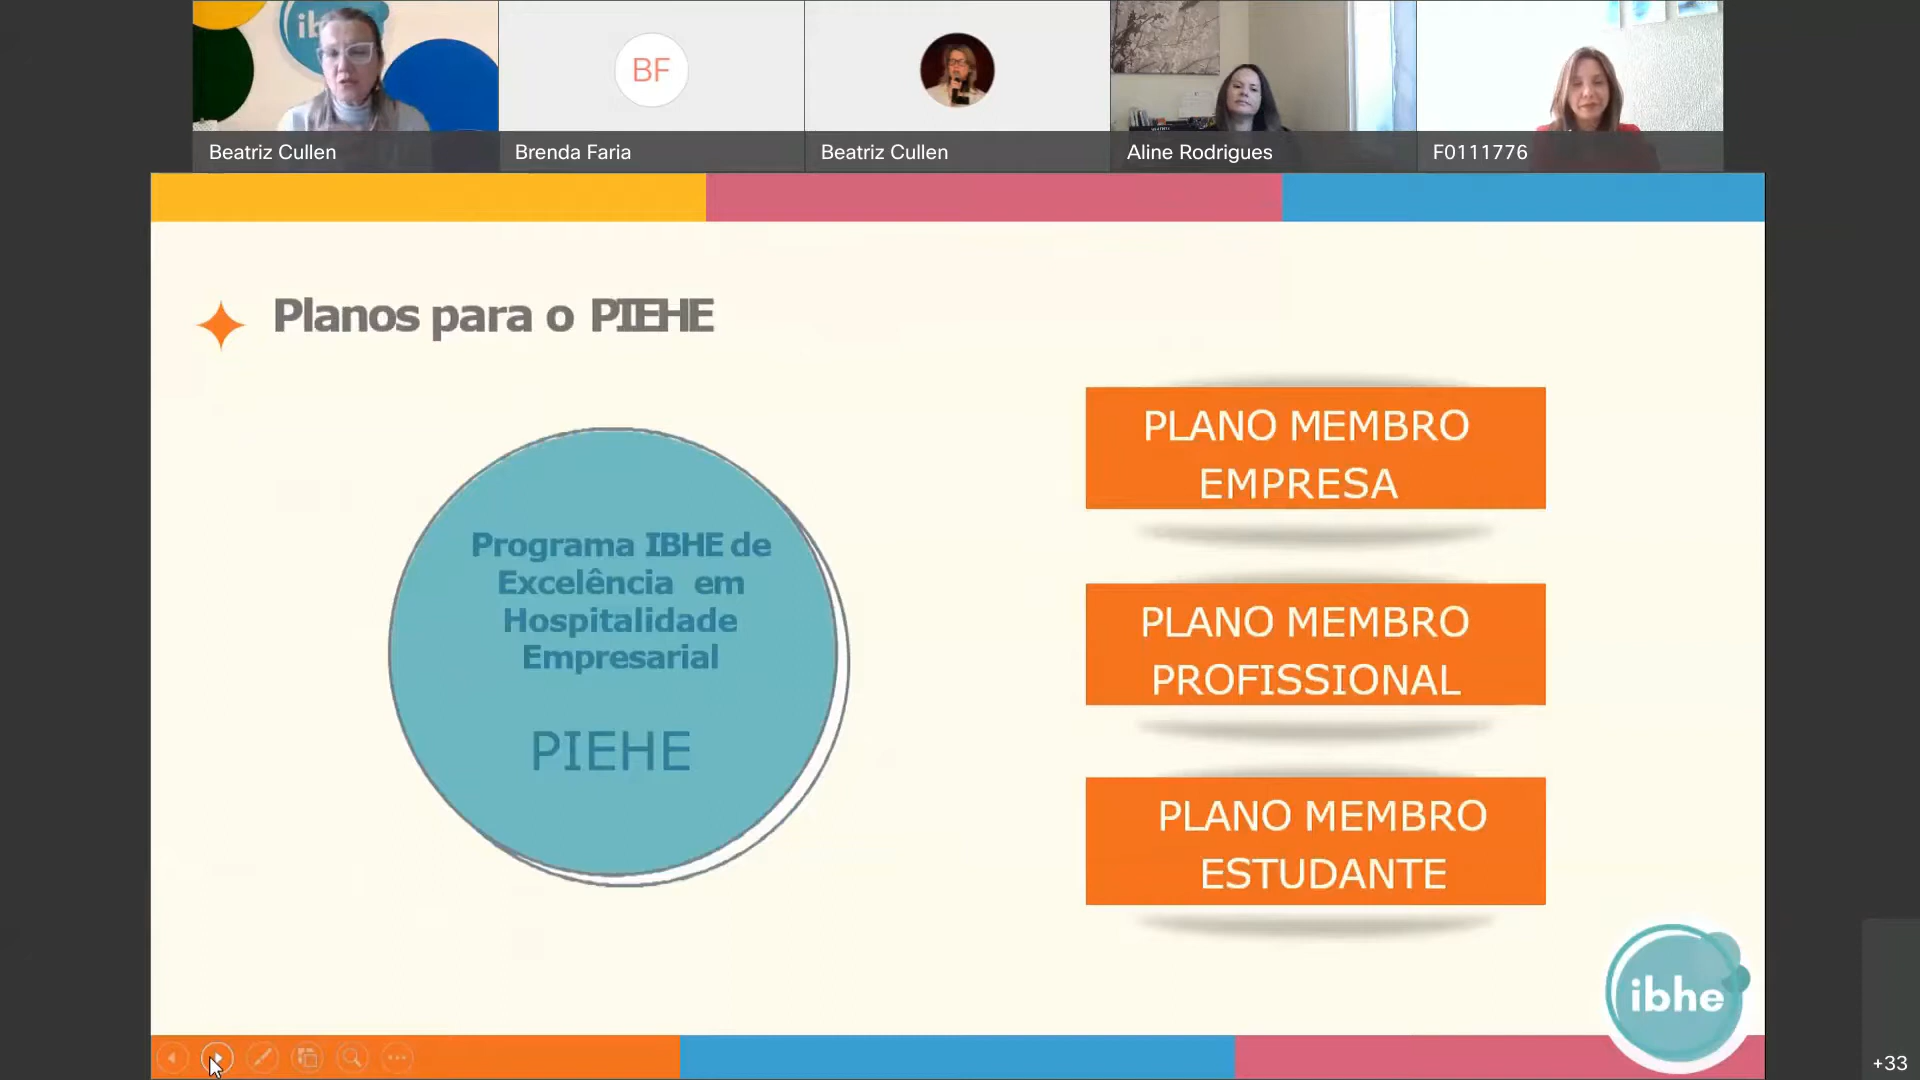 ib
BF
Beatriz Cullen
Brenda Faria
Beatriz Cullen
Aline Rodrigues
F0111776
Planos para o PIEHE
Programa IBHE de
Excelência em
Hospitalidade
Empresarial
PIEHE
PLANO MEMBRO
EMPRESA
PLANO MEMBRO
PROFISSIONAL
PLANO MEMBRO
ESTUDANTE
ibhe
+33